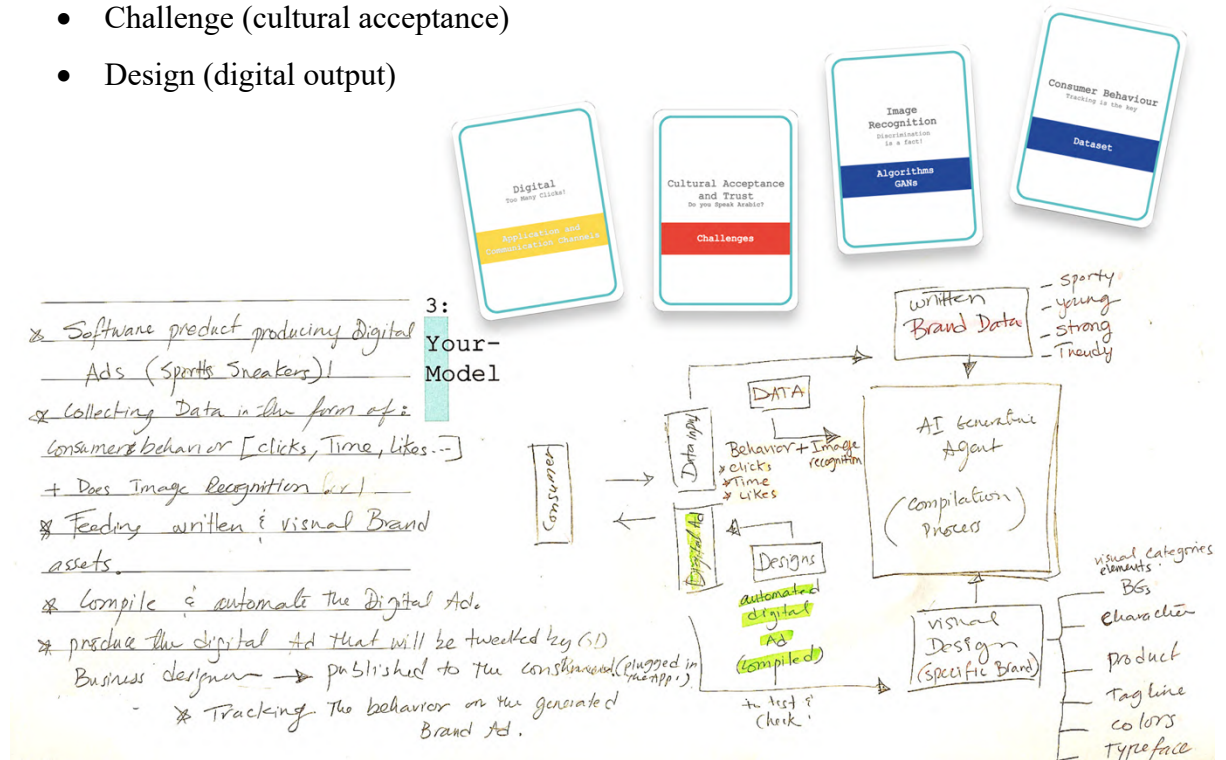 • Challenge (cultural acceptance)
• Design (digital output)
Digital
Too Many Clicks!
Application and
Communication Channels
Cultural Acceptance
and Trust
Do you Speak Arabic?
Challenges
Image
Recognition
Discrimination
is a fact!
Algorithms
GANs
Consumer Behaviour
Tracking is the key
Dataset
3:
Your-
Model
* Software product producing Digital
Ads (Sports Sneakers)!
* Collecting Data in the form of:
Consumers behavior [clicks, Time, Likes...]
+ Does Image Recognition
* Feeding written & visual Brand
assets.
* Compile & automate the Digital Ad.
* produce the digital Ad that will be tweeked by GD
Business designer → published to the (plugged in
the App!)
* Tracking The behavior on the generated
Brand Ad.
Consumer
Data input
Digital Ad
DATA
Behavior + Image
recognition
* clicks
* Time
* Likes
Designs
automated
digital
Ad
(compiled)
to test &
check!
written
Brand Data
- sporty
- young
- strong
- Trendy
AI Generative
Agent
(compilation
Process)
visual
Design
(specific Brand)
visual categories
elements
BGs
character
product
Tagline
colors
Typeface